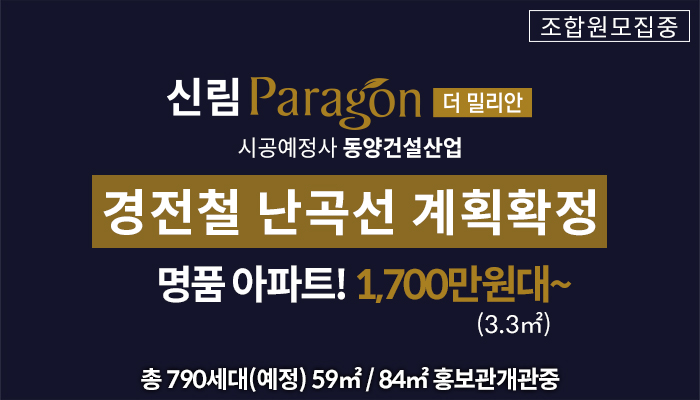 조합원모집중
신림 Paragon 더 밀리안
시공예정사 동양건설산업
경전철 난곡선 계획확정
명품 아파트! 1,700만원대~
(3.3㎡)
총 790세대(예정) 59㎡ / 84㎡ 홍보관개관중